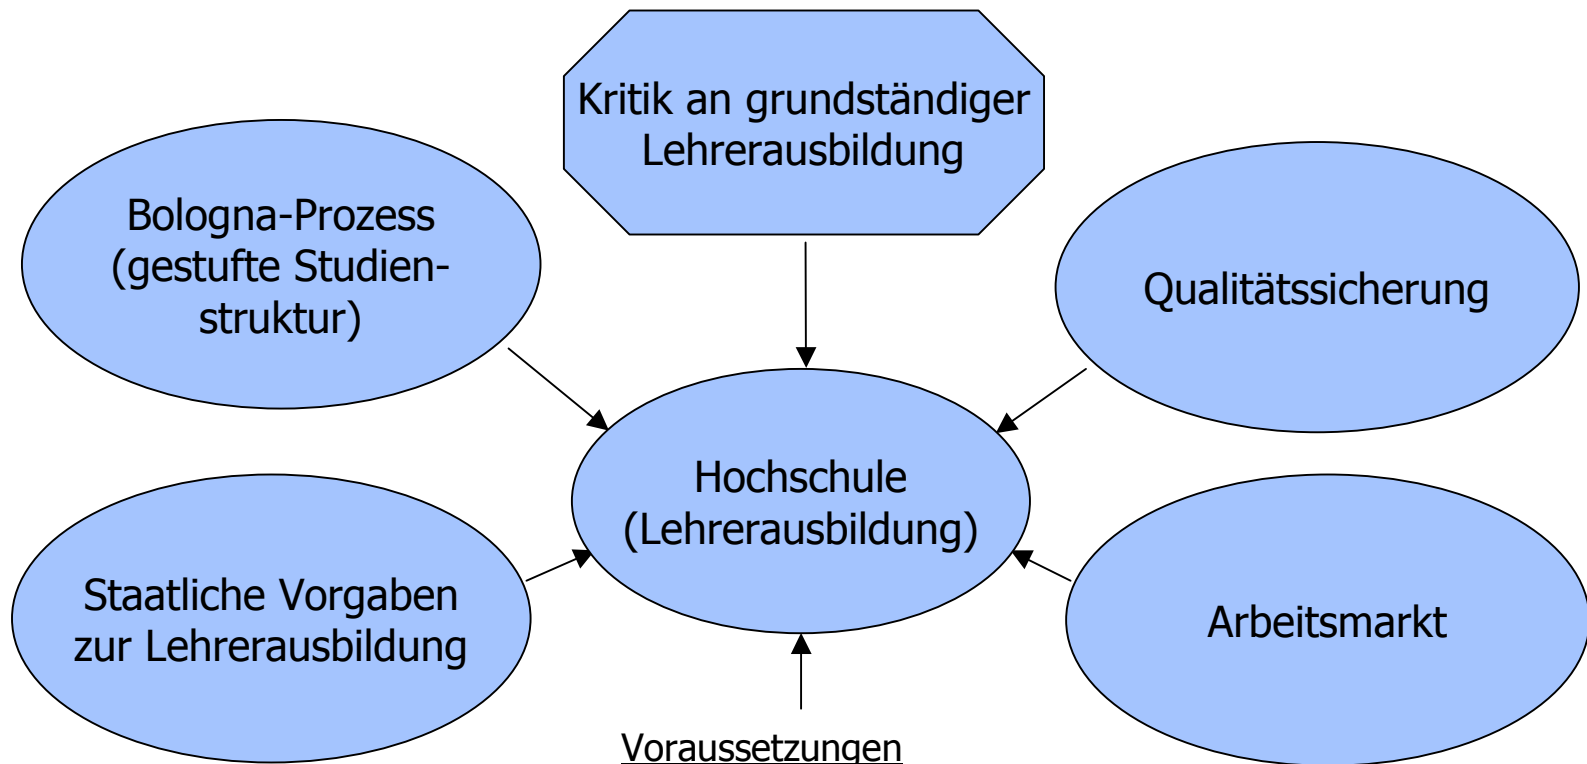 Kritik an grundständiger
Lehrerausbildung
Bologna-Prozess
(gestufte Studien-
struktur)
Qualitätssicherung
Hochschule
(Lehrerausbildung)
Staatliche Vorgaben
zur Lehrerausbildung
Arbeitsmarkt
Voraussetzungen